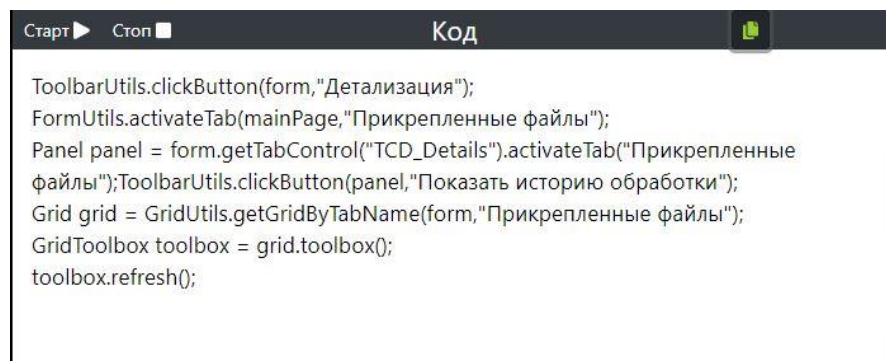 Старт Стоп Код
ToolbarUtils.clickButton(form,"Детализация");
FormUtils.activateTab(mainPage,"Прикрепленные файлы");
Panel panel = form.getTabControl("TCD_Details").activateTab("Прикрепленные
файлы");ToolbarUtils.clickButton(panel,"Показать историю обработки");
Grid grid = GridUtils.getGridByTabName(form,"Прикрепленные файлы");
GridToolbox toolbox = grid.toolbox();
toolbox.refresh();